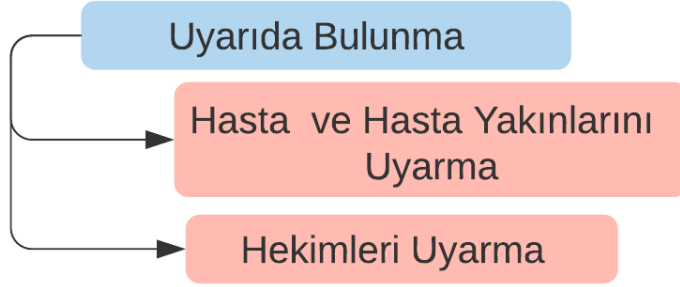 Uyarıda Bulunma
Hasta ve Hasta Yakınlarını
Uyarma
Hekimleri Uyarma